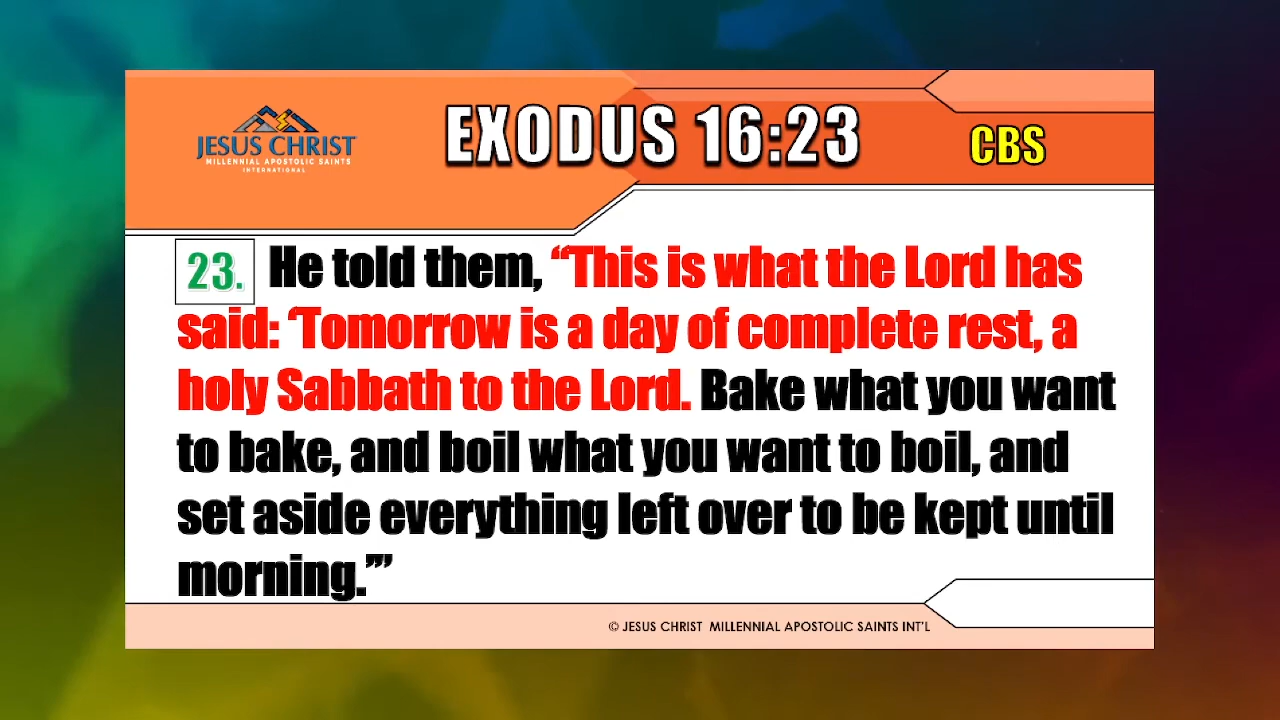 JESUS CHRIST
MILLENNIAL APOSTOLIC SAINTS
INTERNATIONAL
EXODUS 16:23
CBS
23. He told them, “This is what the Lord has
said: ‘Tomorrow is a day of complete rest, a
holy Sabbath to the Lord. Bake what you want
to bake, and boil what you want to boil, and
set aside everything left over to be kept until
morning.’”
© JESUS CHRIST MILLENNIAL APOSTOLIC SAINTS INT'L